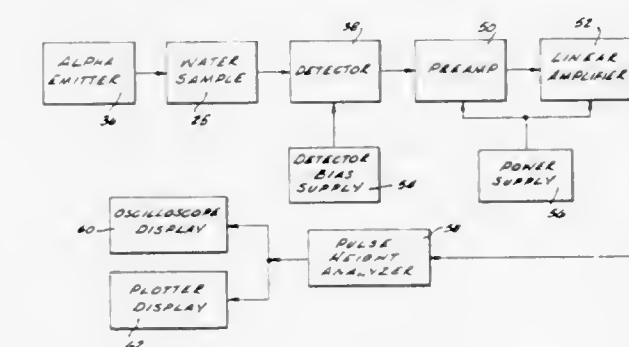 38
50
52
ALPHA
EMITTER
WATER
SAMPLE
DETECTOR
PREAMP
LINEAR
AMPLIFIER
36
DETECTOR
BIAS
SUPPLY
54
POWER
SUPPLY
56
OSCILLOSCOPE
DISPLAY
60
PULSE
HEIGHT
ANALYZER
58
PLOTTER
DISPLAY
62